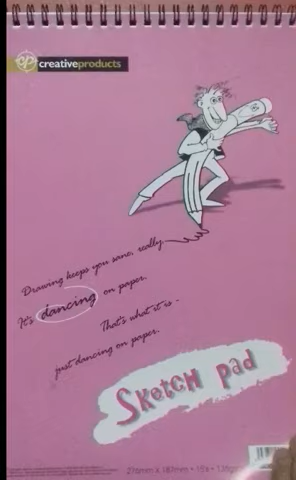 cp creativeproducts
Drawing keeps you sane, really
It's dancing on paper.
That's what it is -
just dancing on paper.
Sketch pad